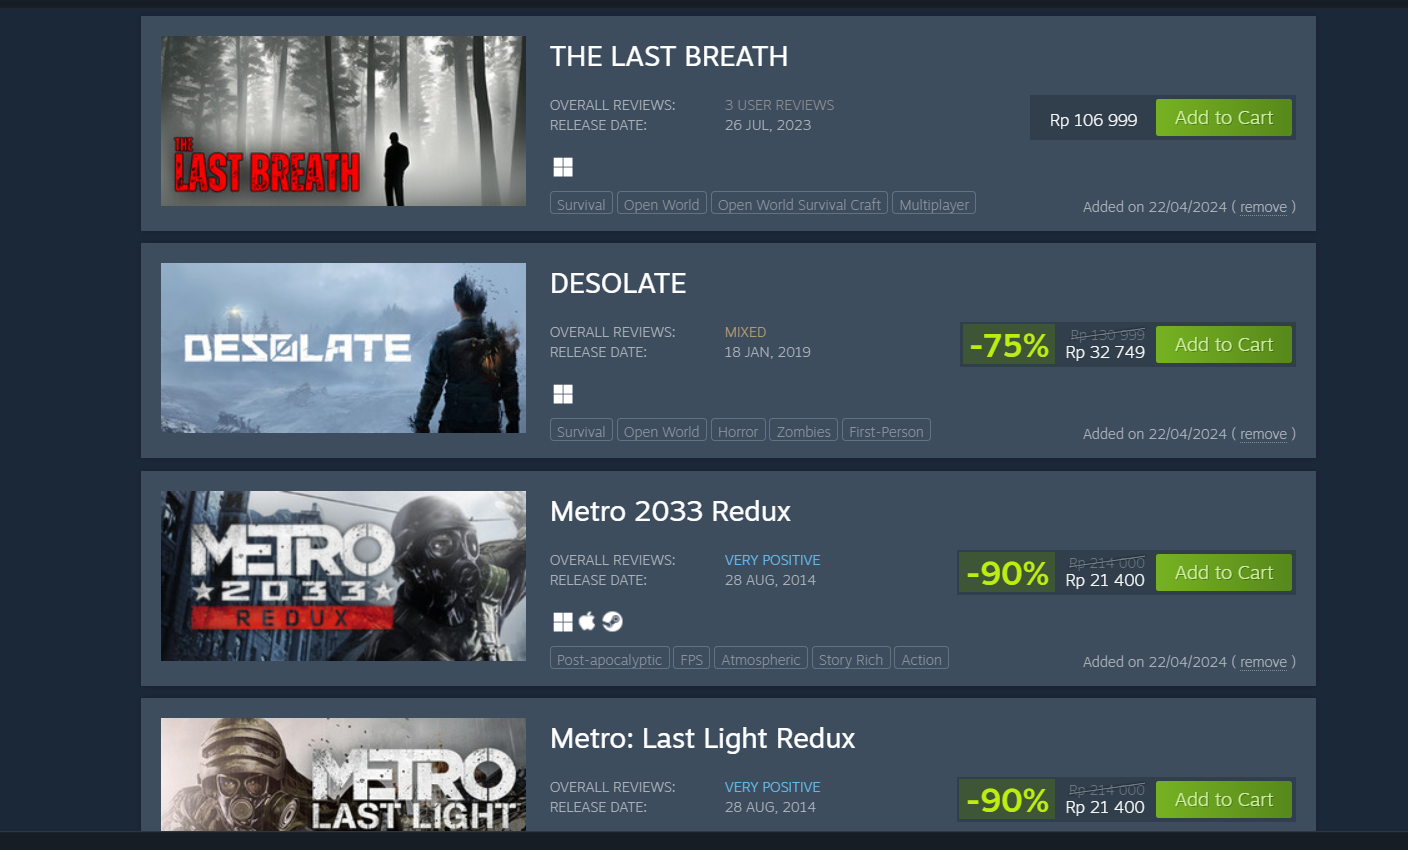 THE LAST BREATH
THE
LAST BREATH
OVERALL REVIEWS: 3 USER REVIEWS
RELEASE DATE: 26 JUL, 2023
Rp 106 999
Add to Cart
Survival Open World Open World Survival Craft Multiplayer
Added on 22/04/2024 ( remove )
DESOLATE
DESØLATE
OVERALL REVIEWS: MIXED
RELEASE DATE: 18 JAN, 2019
-75%
Rp 130 999
Rp 32 749
Add to Cart
Survival Open World Horror Zombies First-Person
Added on 22/04/2024 ( remove )
Metro 2033 Redux
METRO
2033
REDUX
OVERALL REVIEWS: VERY POSITIVE
RELEASE DATE: 28 AUG, 2014
-90%
Rp 214 000
Rp 21 400
Add to Cart
Post-apocalyptic FPS Atmospheric Story Rich Action
Added on 22/04/2024 ( remove )
Metro: Last Light Redux
METRO
LAST LIGHT
OVERALL REVIEWS: VERY POSITIVE
RELEASE DATE: 28 AUG, 2014
-90%
Rp 214 000
Rp 21 400
Add to Cart